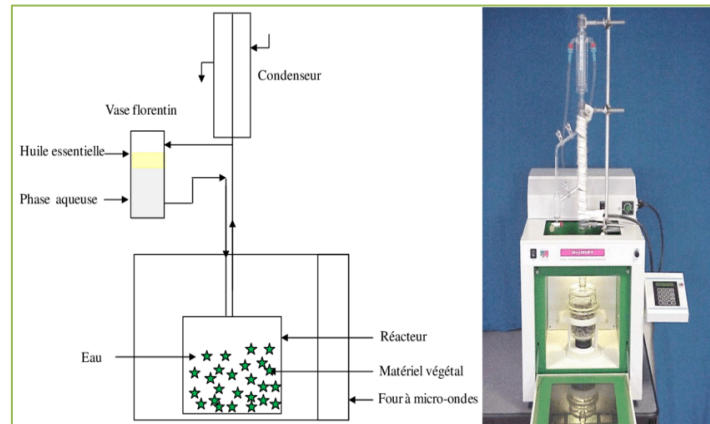 Condenseur
Vase florentin
Huile essentielle
Phase aqueuse
Réacteur
Eau
Matériel végétal
Four à micro-ondes